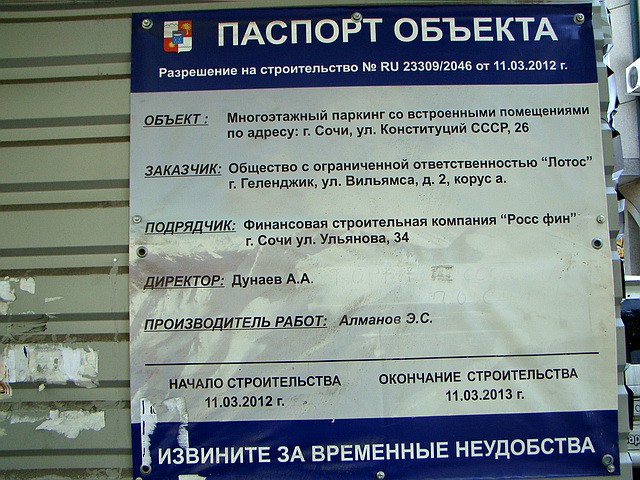 ПАСПОРТ ОБЪЕКТА
Разрешение на строительство № RU 23309/2046 от 11.03.2012 г.
ОБЪЕКТ : Многоэтажный паркинг со встроенными помещениями
по адресу: г. Сочи, ул. Конституций СССР, 26
ЗАКАЗЧИК: Общество с ограниченной ответственностью “Лотос”
г. Геленджик, ул. Вильямса, д. 2, корус а.
ПОДРЯДЧИК: Финансовая строительная компания “Росс фин”
г. Сочи ул. Ульянова, 34
ДИРЕКТОР: Дунаев А.А.
ПРОИЗВОДИТЕЛЬ РАБОТ: Алманов Э.С.
НАЧАЛО СТРОИТЕЛЬСТВА
11.03.2012 г.
ОКОНЧАНИЕ СТРОИТЕЛЬСТВА
11.03.2013 г.
ИЗВИНИТЕ ЗА ВРЕМЕННЫЕ НЕУДОБСТВА